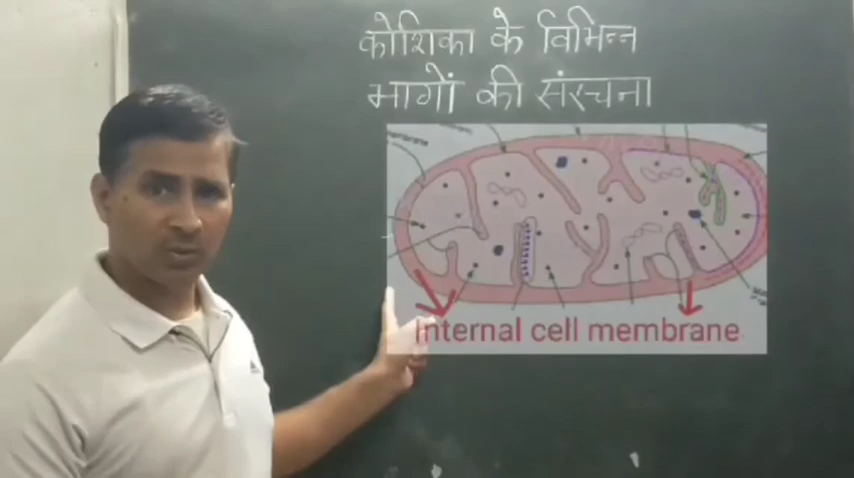 कोशिका के विभिन्न
भागों की संरचना
Internal cell membrane